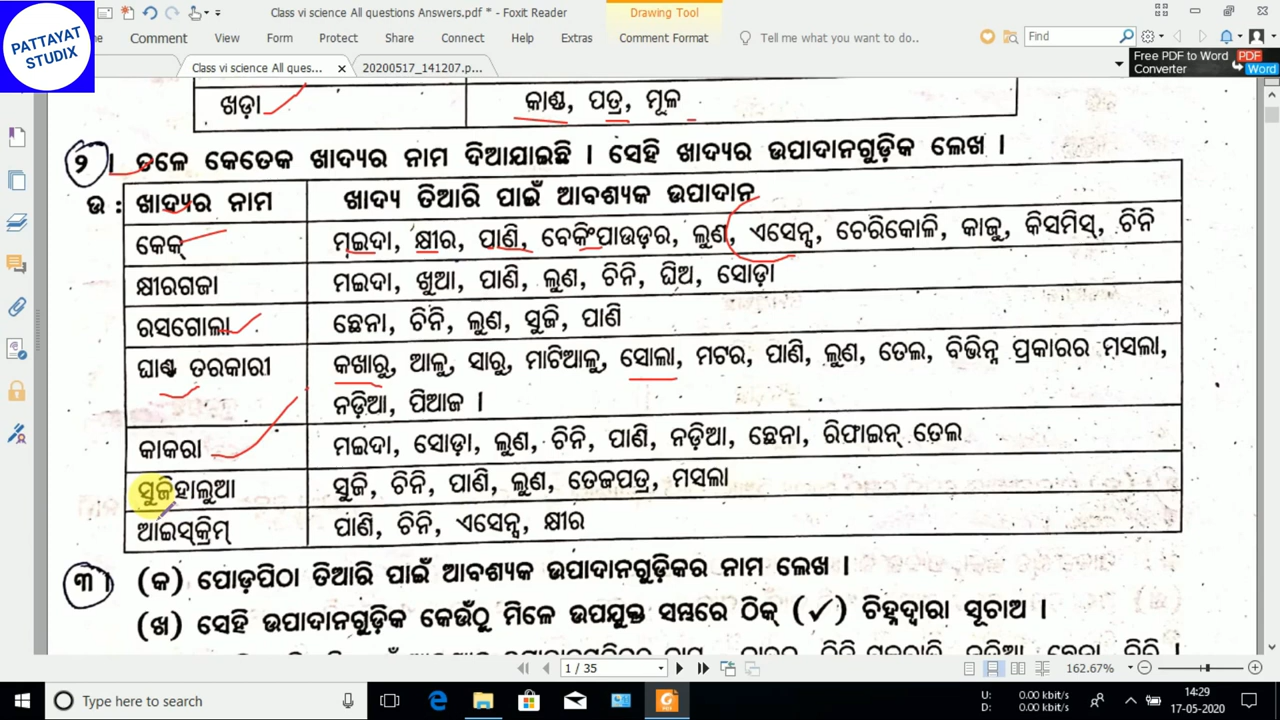 PATTAYAT
STUDIX
Class vi science All questions Answers.pdf * - Foxit Reader
Drawing Tool
Comment View Form Protect Share Connect Help Extras Comment Format Tell me what you want to do.. Find
Class vi science All ques... 20200517_141207.p...
Free PDF to Word Converter
PDF Word
ଖଡ଼ା କାଣ୍ଡ, ପତ୍ର, ମୂଳ
୨ । ତଳେ କେତେକ ଖାଦ୍ୟର ନାମ ଦିଆଯାଇଛି । ସେହି ଖାଦ୍ୟର ଉପାଦାନଗୁଡ଼ିକ ଲେଖ ।
ଉ : ଖାଦ୍ୟର ନାମ ଖାଦ୍ୟ ତିଆରି ପାଇଁ ଆବଶ୍ୟକ ଉପାଦାନ
କେକ୍ ମଇଦା, କ୍ଷୀର, ପାଣି, ବେକିଂପାଉଡ଼ର, ଲୁଣ, ଏସେନ୍ସ, ଚେରିକୋଳି, କାଜୁ, କିସମିସ୍, ଚିନି
କ୍ଷୀରଗଜା ମଇଦା, ଖୁଆ, ପାଣି, ଲୁଣ, ଚିନି, ଘିଅ, ସୋଡ଼ା
ରସଗୋଲା ଛେନା, ଚିନି, ଲୁଣ, ସୁଜି, ପାଣି
ଘାଣ୍ଟ ତରକାରୀ କଖାରୁ, ଆଳୁ, ସାରୁ, ମାଟିଆଳୁ, ସୋଲା, ମଟର, ପାଣି, ଲୁଣ, ତେଲ, ବିଭିନ୍ନ ପ୍ରକାରର ମସଲା,
ନଡ଼ିଆ, ପିଆଜ ।
କାକରା ମଇଦା, ସୋଡ଼ା, ଲୁଣ, ଚିନି, ପାଣି, ନଡ଼ିଆ, ଛେନା, ରିଫାଇନ୍ ତେଲ
ସୁଜିହାଲୁଆ ସୁଜି, ଚିନି, ପାଣି, ଲୁଣ, ତେଜପତ୍ର, ମସଲା
ଆଇସ୍କ୍ରିମ୍ ପାଣି, ଚିନି, ଏସେନ୍ସ, କ୍ଷୀର
୩। (କ) ପୋଡ଼ପିଠା ତିଆରି ପାଇଁ ଆବଶ୍ୟକ ଉପାଦାନଗୁଡ଼ିକର ନାମ ଲେଖ ।
(ଖ) ସେହି ଉପାଦାନଗୁଡ଼ିକ କେଉଁଠୁ ମିଳେ ଉପଯୁକ୍ତ ସ୍ତମ୍ଭରେ ଠିକ୍ (✓) ଚିହ୍ନଦ୍ୱାରା ସୂଚାଅ ।
1 / 35 162.67%
Type here to search
U: 0.00 kbit/s
D: 0.00 kbit/s
14:29
17-05-2020